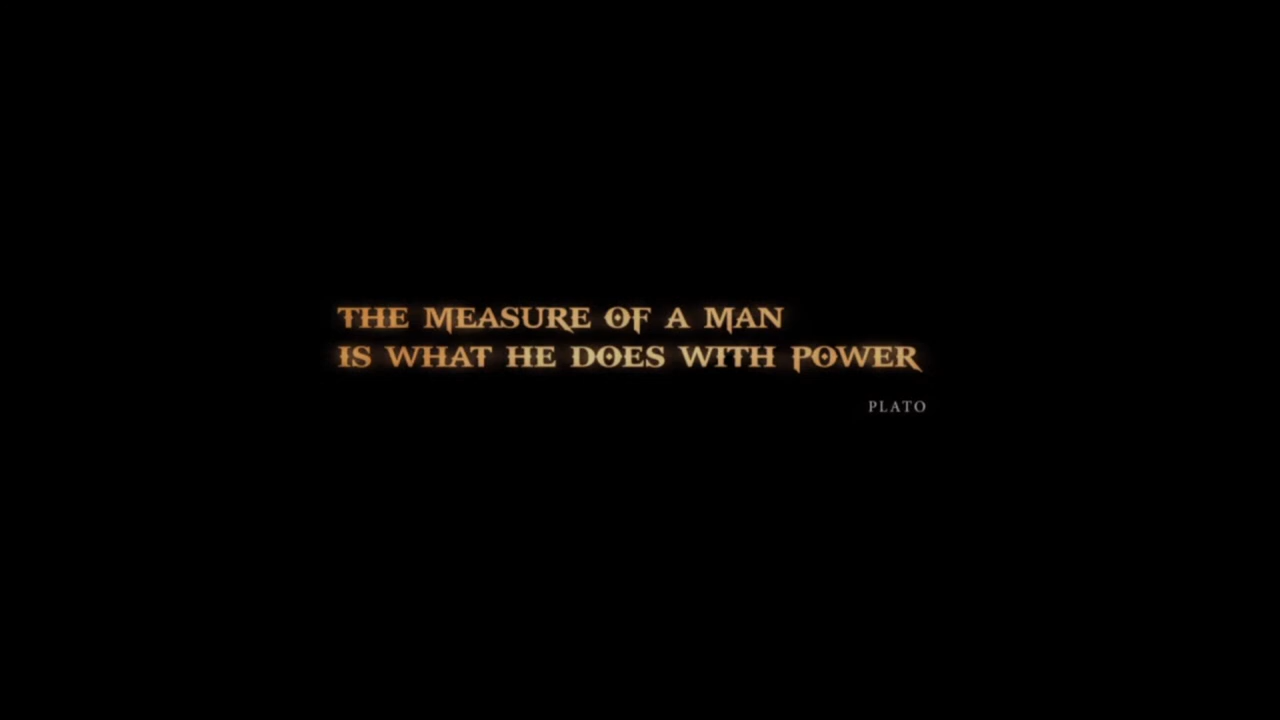 THE MEASURE OF A MAN
IS WHAT HE DOES WITH POWER
PLATO